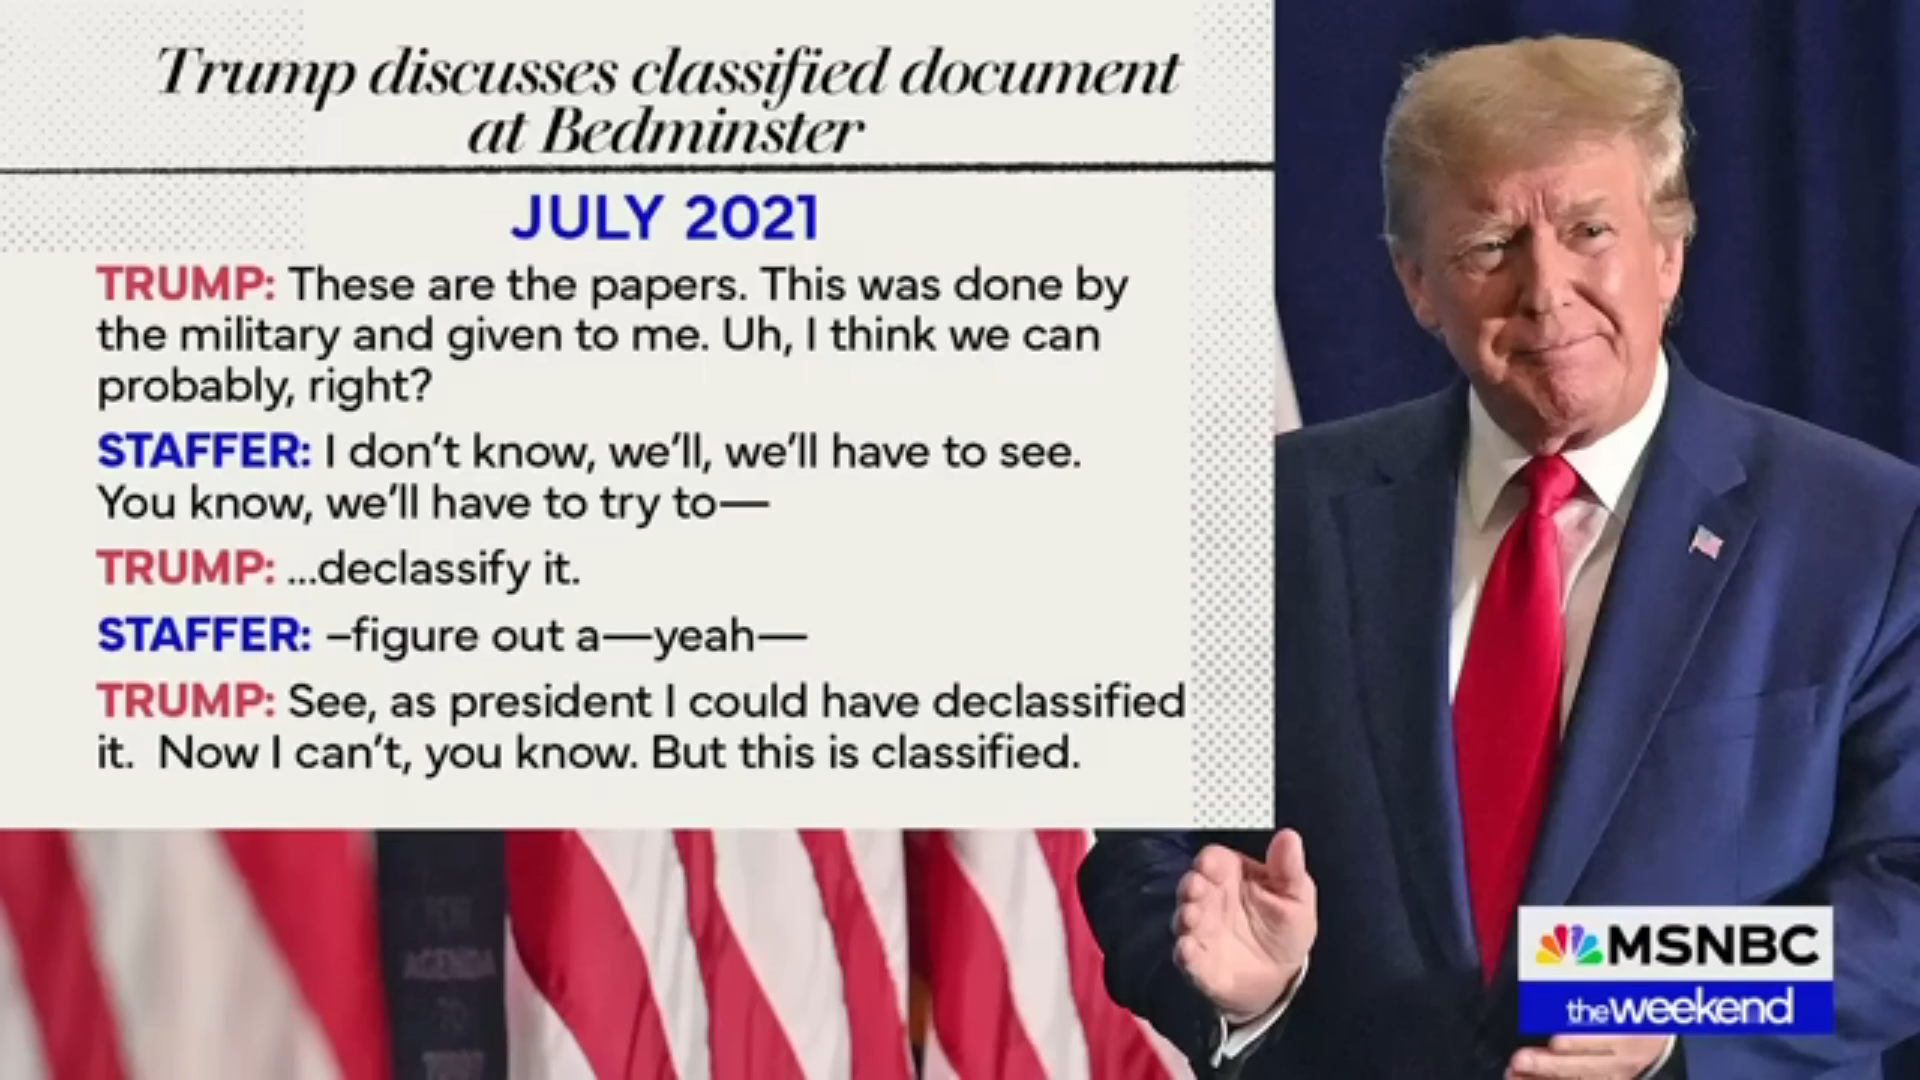 Trump discusses classified document
at Bedminster
JULY 2021
TRUMP: These are the papers. This was done by
the military and given to me. Uh, I think we can
probably, right?
STAFFER: I don't know, we'll, we'll have to see.
You know, we'll have to try to—
TRUMP: ...declassify it.
STAFFER: –figure out a—yeah—
TRUMP: See, as president I could have declassified
it.  Now I can't, you know. But this is classified.
AGENDA
TO
MSNBC
theweekend